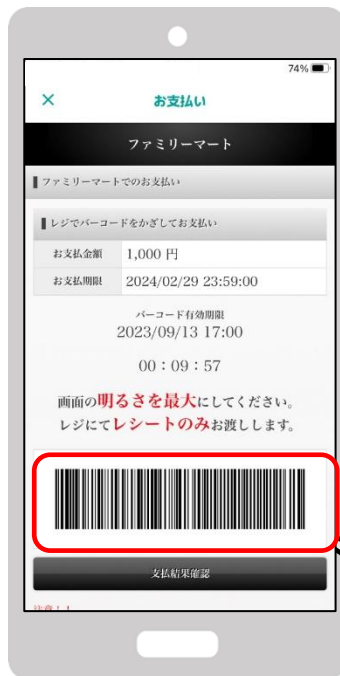 74%
× お支払い
ファミリーマート
ファミリーマートでのお支払い
レジでバーコードをかざしてお支払い
お支払金額 1,000 円
お支払期限 2024/02/29 23:59:00
バーコード有効期限
2023/09/13 17:00
00：09：57
画面の明るさを最大にしてください。
レジにてレシートのみお渡しします。
支払結果確認